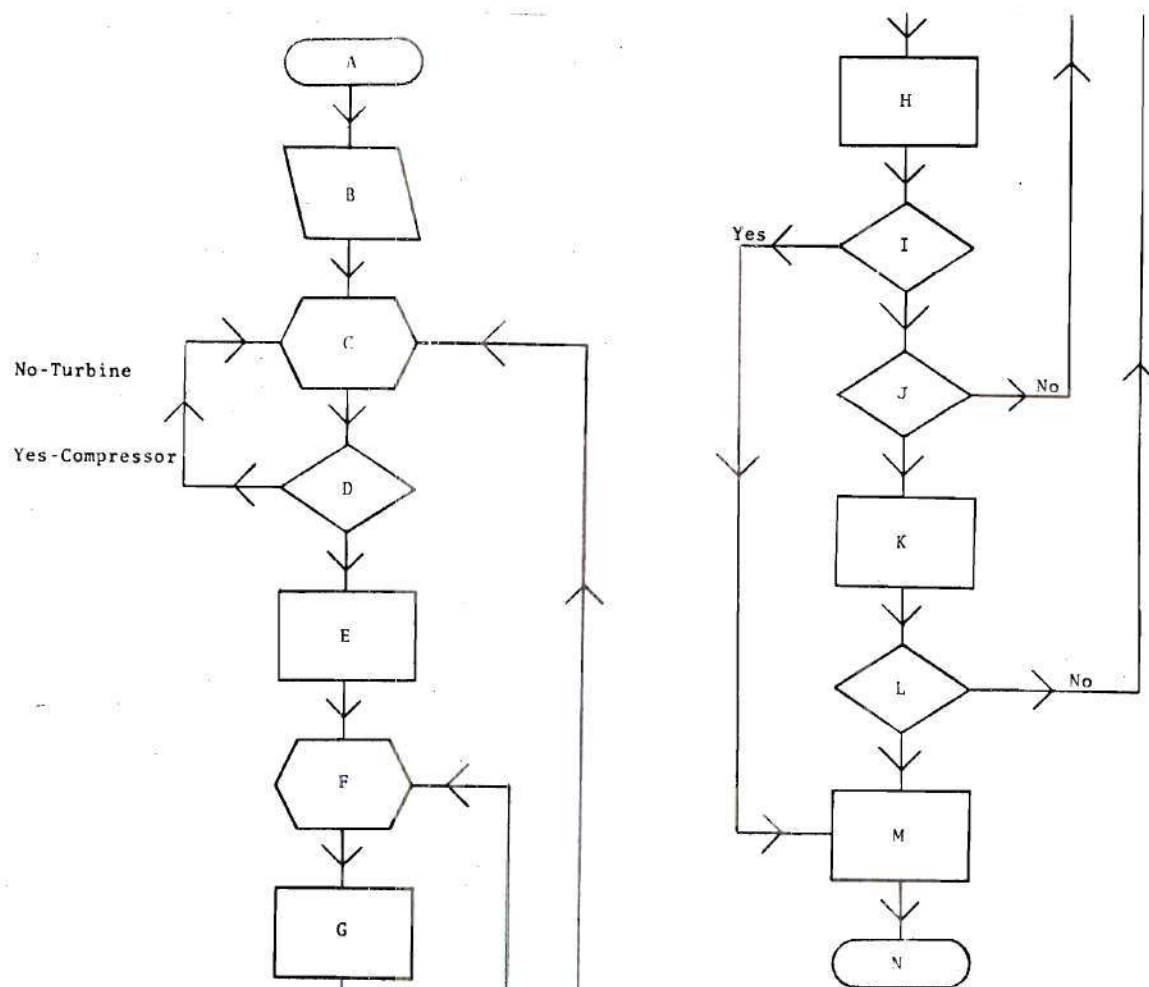 A
B
C
No-Turbine
Yes-Compressor
D
E
F
G
H
Yes
I
J
No
K
L
No
M
N